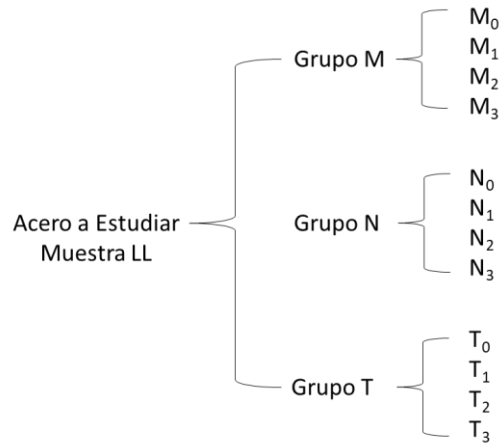 Acero a Estudiar
Muestra LL
Grupo M
M₀
M₁
M₂
M₃
Grupo N
N₀
N₁
N₂
N₃
Grupo T
T₀
T₁
T₂
T₃